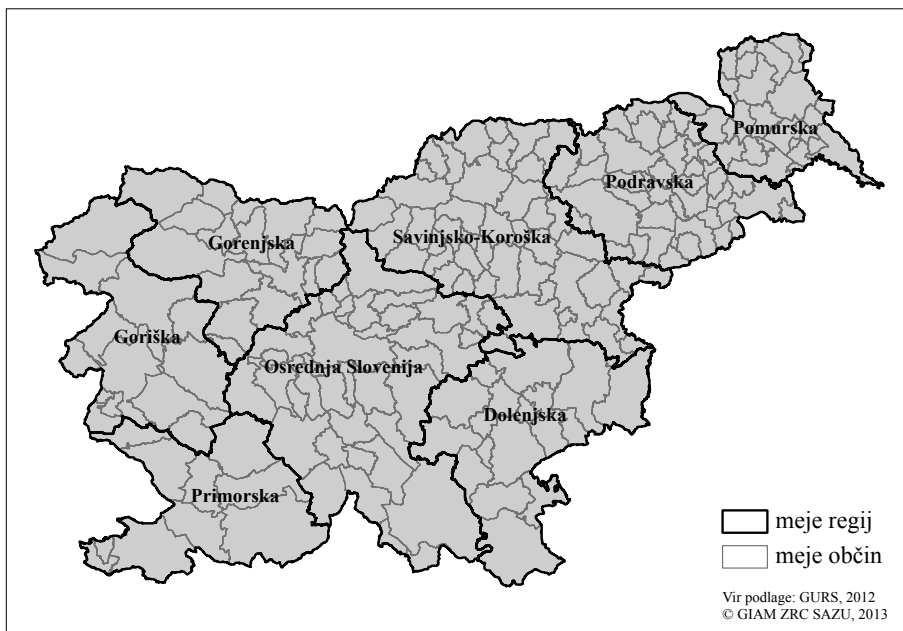 Pomurska
Podravska
Gorenjska
Savinjsko-Koroška
Goriška
Osrednja Slovenija
Dolenjska
Primorska
meje regij
meje občin
Vir podlage: GURS, 2012
© GIAM ZRC SAZU, 2013